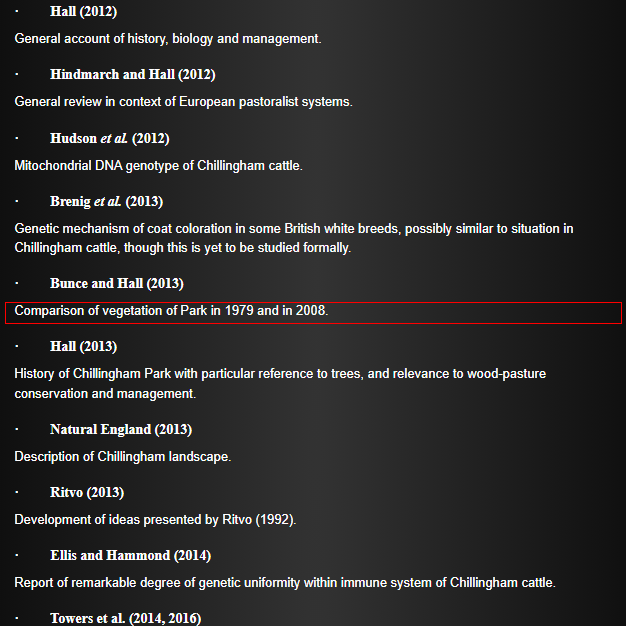 · Hall (2012)
General account of history, biology and management.
· Hindmarch and Hall (2012)
General review in context of European pastoralist systems.
· Hudson et al. (2012)
Mitochondrial DNA genotype of Chillingham cattle.
· Brenig et al. (2013)
Genetic mechanism of coat coloration in some British white breeds, possibly similar to situation in
Chillingham cattle, though this is yet to be studied formally.
· Bunce and Hall (2013)
Comparison of vegetation of Park in 1979 and in 2008.
· Hall (2013)
History of Chillingham Park with particular reference to trees, and relevance to wood-pasture
conservation and management.
· Natural England (2013)
Description of Chillingham landscape.
· Ritvo (2013)
Development of ideas presented by Ritvo (1992).
· Ellis and Hammond (2014)
Report of remarkable degree of genetic uniformity within immune system of Chillingham cattle.
· Towers et al. (2014, 2016)